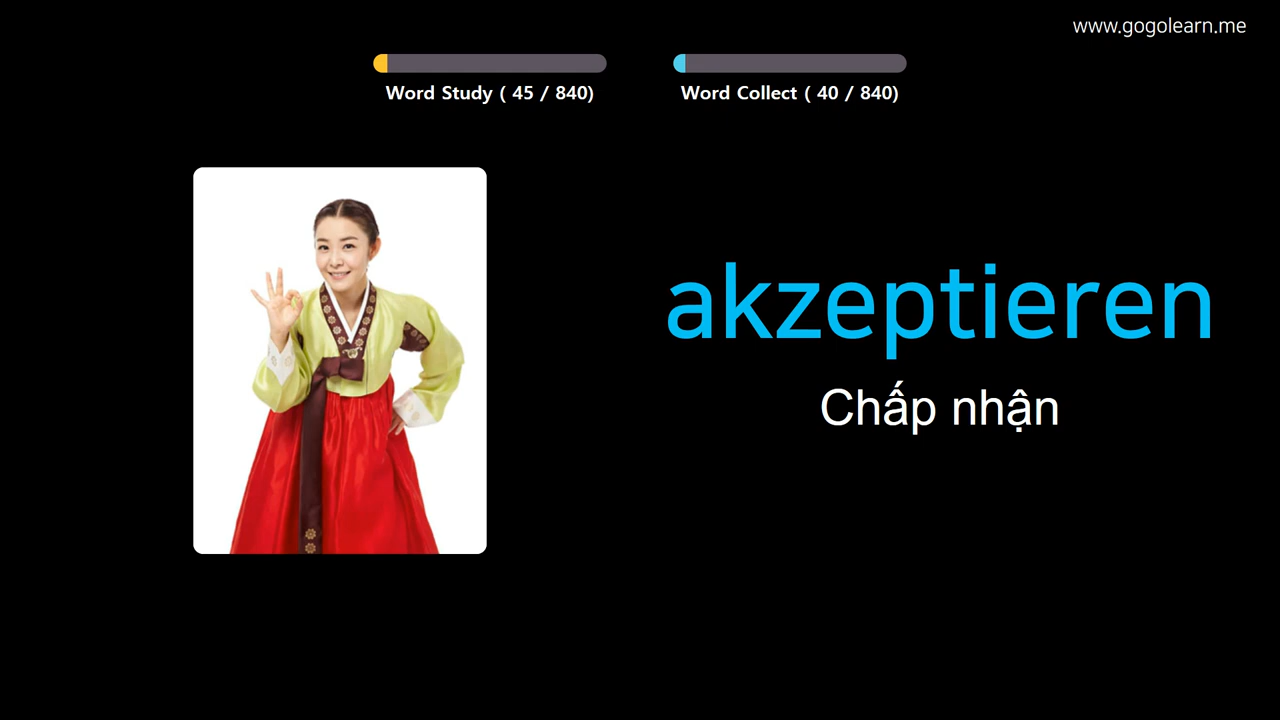 www.gogolearn.me
Word Study ( 45 / 840)
Word Collect ( 40 / 840)
akzeptieren
Chấp nhận